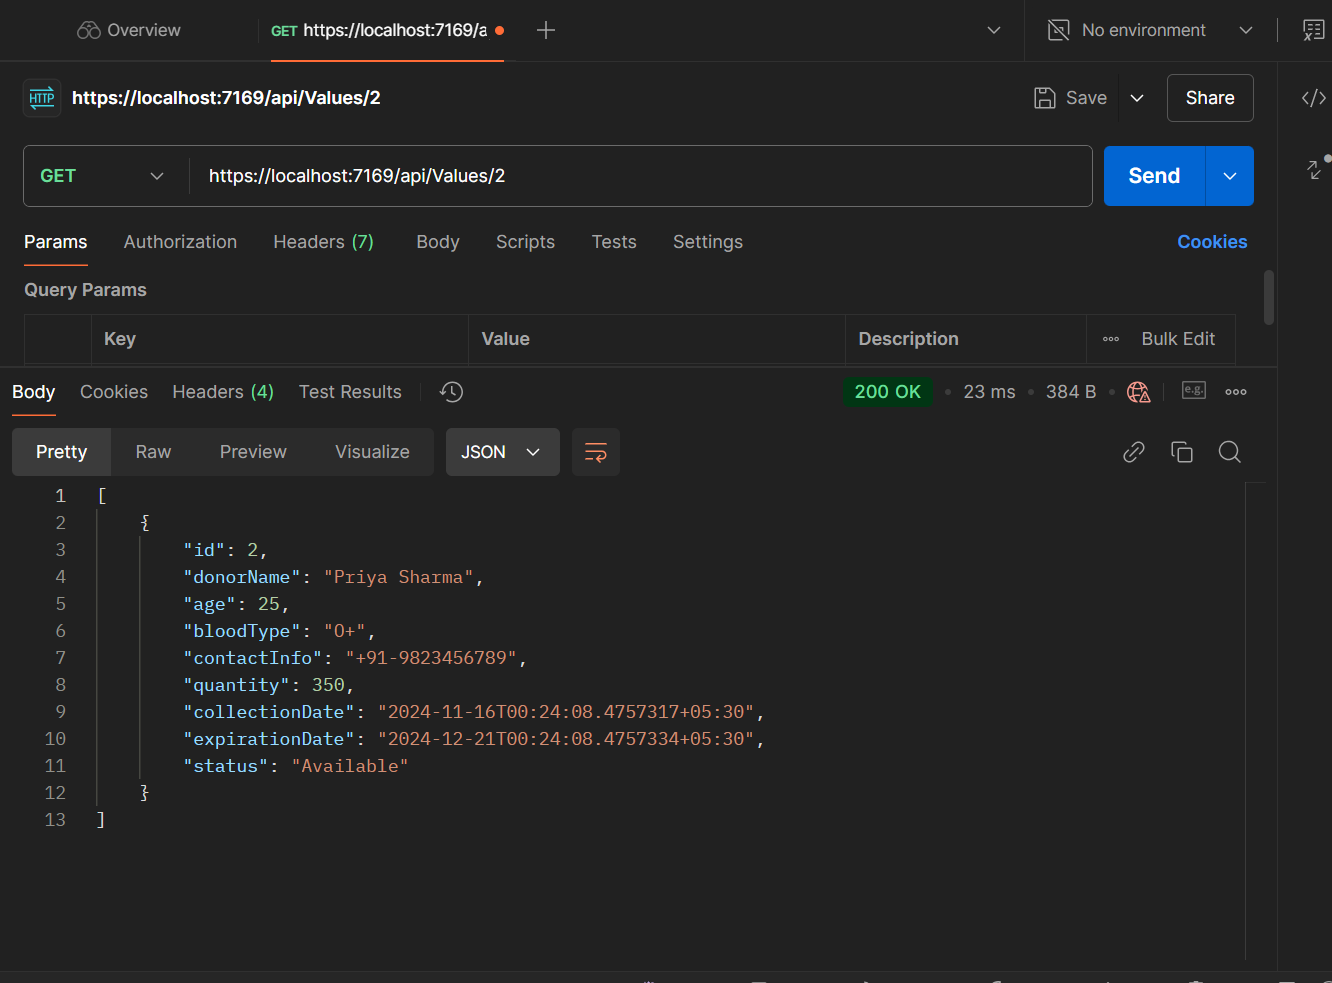 Overview
GET https://localhost:7169/a
No environment
HTTP https://localhost:7169/api/Values/2
Save
Share
GET
https://localhost:7169/api/Values/2
Send
Params Authorization Headers (7) Body Scripts Tests Settings Cookies
Query Params
Key Value Description Bulk Edit
Body Cookies Headers (4) Test Results 200 OK 23 ms 384 B e.g.
Pretty Raw Preview Visualize JSON
1 [
2 {
3 "id": 2,
4 "donorName": "Priya Sharma",
5 "age": 25,
6 "bloodType": "O+",
7 "contactInfo": "+91-9823456789",
8 "quantity": 350,
9 "collectionDate": "2024-11-16T00:24:08.4757317+05:30",
10 "expirationDate": "2024-12-21T00:24:08.4757334+05:30",
11 "status": "Available"
12 }
13 ]